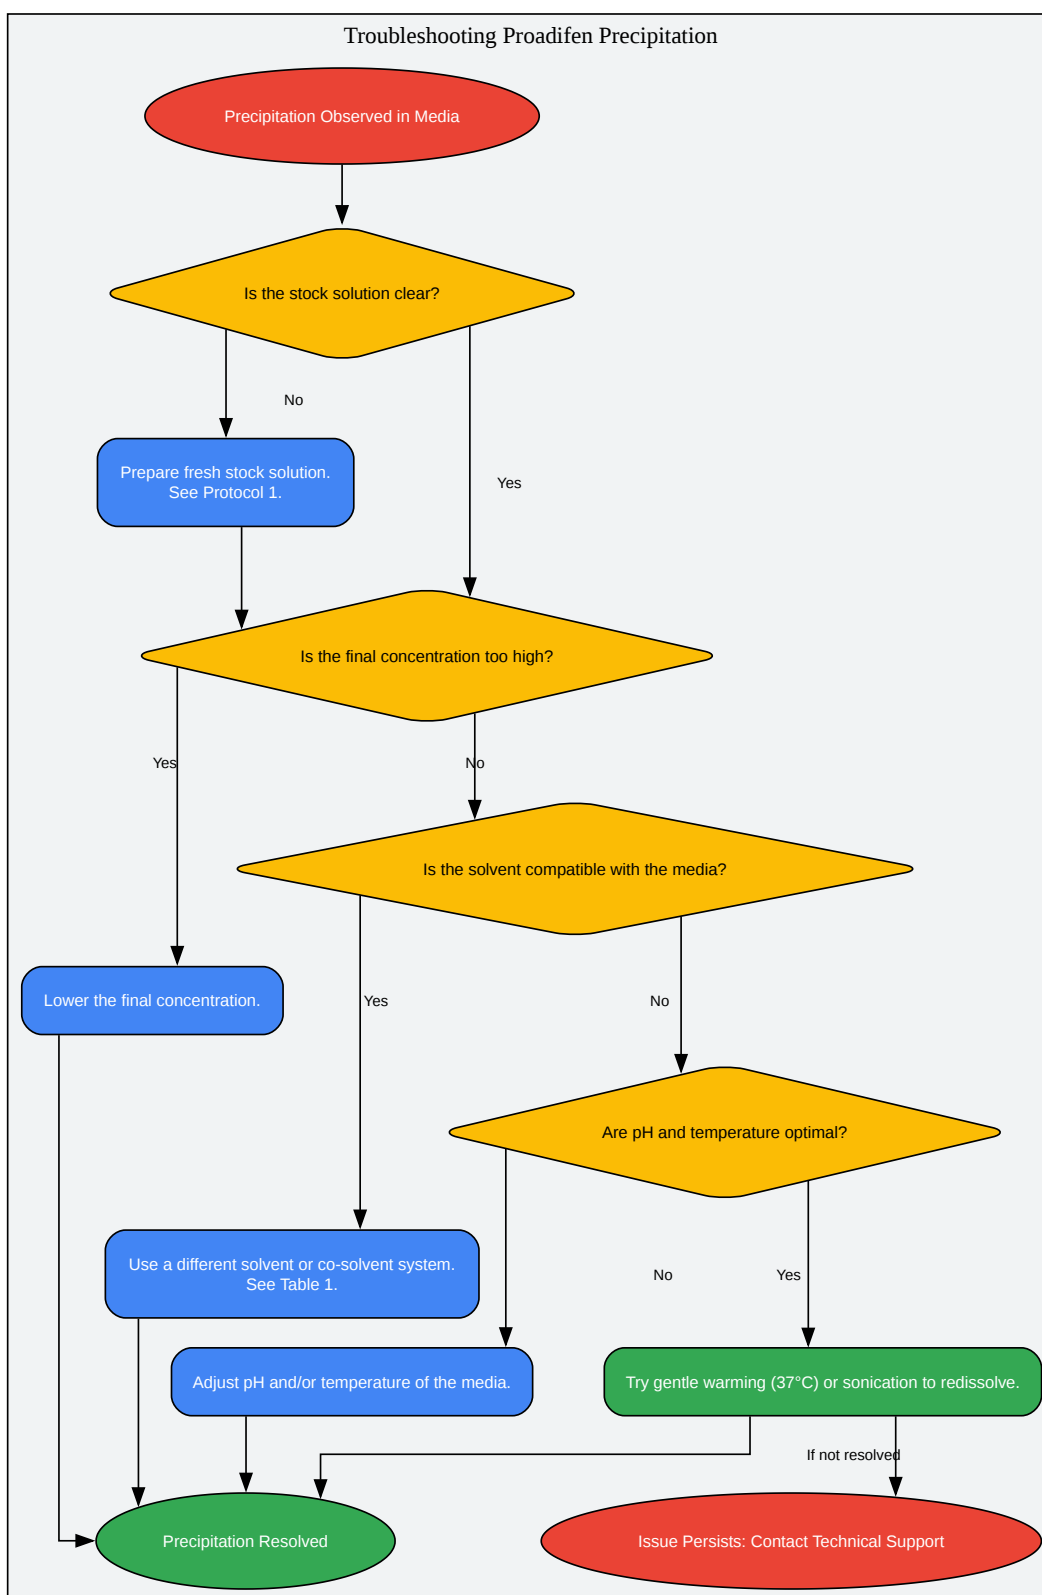 Troubleshooting Proadifen Precipitation
Precipitation Observed in Media
Is the stock solution clear?
No
Prepare fresh stock solution.
See Protocol 1.
Yes
Is the final concentration too high?
Yes
No
Is the solvent compatible with the media?
Lower the final concentration.
Yes
No
Are pH and temperature optimal?
Use a different solvent or co-solvent system.
See Table 1.
No
Yes
Adjust pH and/or temperature of the media.
Try gentle warming (37°C) or sonication to redissolve.
If not resolved
Precipitation Resolved
Issue Persists: Contact Technical Support